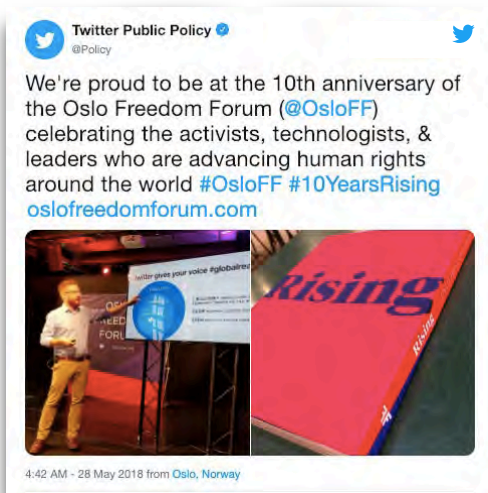 Twitter Public Policy
@Policy
We're proud to be at the 10th anniversary of
the Oslo Freedom Forum (@OsloFF)
celebrating the activists, technologists, &
leaders who are advancing human rights
around the world #OsloFF #10YearsRising
oslofreedomforum.com
twitter gives your voice #globalrea
Rising
Rising
4:42 AM - 28 May 2018 from Oslo, Norway